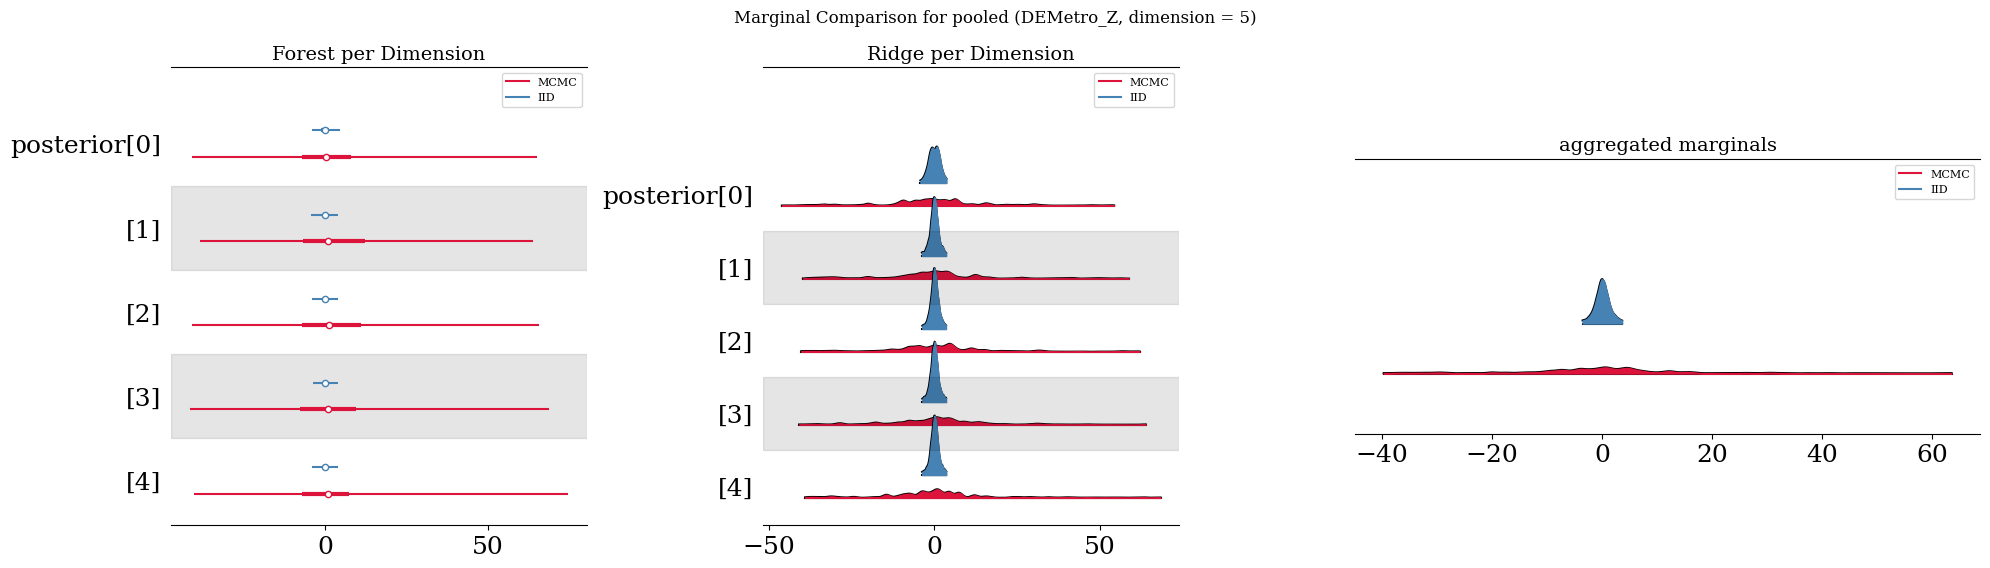 Marginal Comparison for pooled (DEMetro_Z, dimension = 5)
Forest per Dimension
MCMC
IID
posterior[0]
[1]
[2]
[3]
[4]
0 50
Ridge per Dimension
MCMC
IID
posterior[0]
[1]
[2]
[3]
[4]
−50 0 50
aggregated marginals
MCMC
IID
−40 −20 0 20 40 60